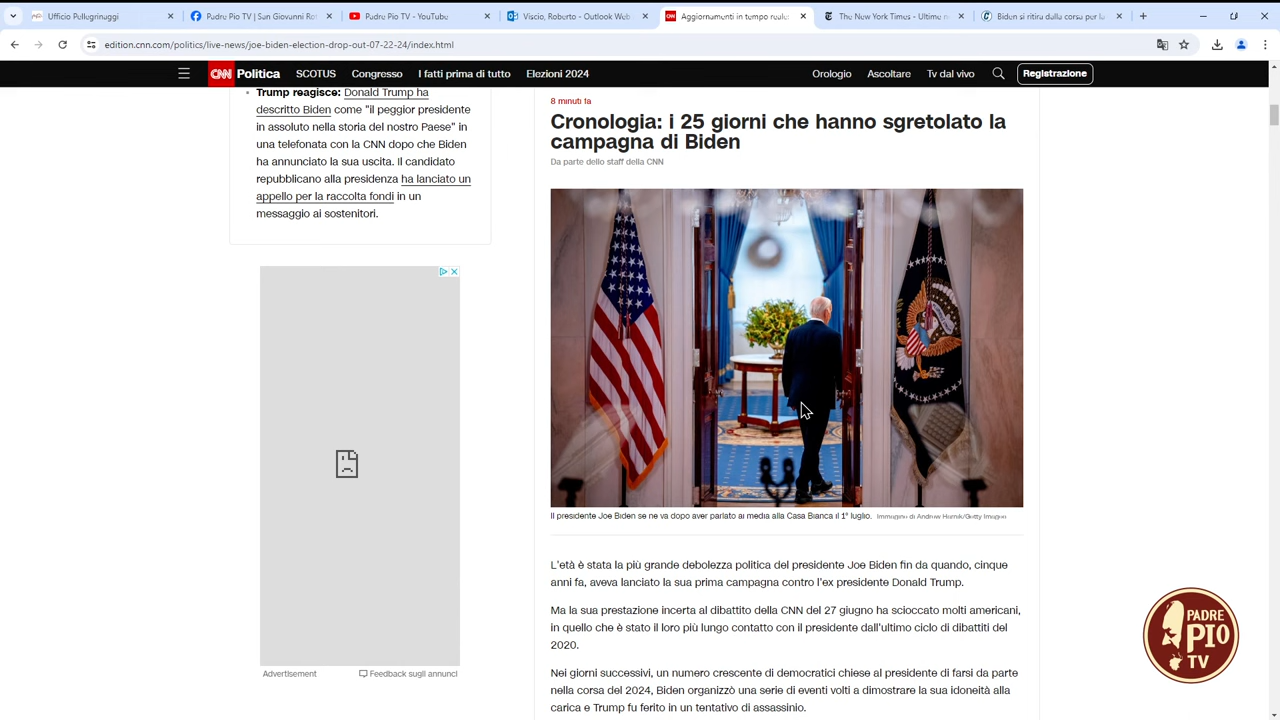 Ufficio Pellegrinaggi
Padre Pio TV | San Giovanni Rot
Padre Pio TV - YouTube
Viscio, Roberto - Outlook Web
Aggiornamenti in tempo reale:
The New York Times - Ultime n
Biden si ritira dalla corsa per la
edition.cnn.com/politics/live-news/joe-biden-election-drop-out-07-22-24/index.html
CNN Politica
SCOTUS
Congresso
I fatti prima di tutto
Elezioni 2024
Orologio
Ascoltare
Tv dal vivo
Registrazione
Trump reagisce: Donald Trump ha
descritto Biden come "il peggior presidente
in assoluto nella storia del nostro Paese" in
una telefonata con la CNN dopo che Biden
ha annunciato la sua uscita. Il candidato
repubblicano alla presidenza ha lanciato un
appello per la raccolta fondi in un
messaggio ai sostenitori.
Advertisement
Feedback sugli annunci
8 minuti fa
Cronologia: i 25 giorni che hanno sgretolato la
campagna di Biden
Da parte dello staff della CNN
Il presidente Joe Biden se ne va dopo aver parlato ai media alla Casa Bianca il 1° luglio. Immagine di Andrew Harnik/Getty Images
L'età è stata la più grande debolezza politica del presidente Joe Biden fin da quando, cinque
anni fa, aveva lanciato la sua prima campagna contro l'ex presidente Donald Trump.
Ma la sua prestazione incerta al dibattito della CNN del 27 giugno ha scioccato molti americani,
in quello che è stato il loro più lungo contatto con il presidente dall'ultimo ciclo di dibattiti del
2020.
Nei giorni successivi, un numero crescente di democratici chiese al presidente di farsi da parte
nella corsa del 2024, Biden organizzò una serie di eventi volti a dimostrare la sua idoneità alla
carica e Trump fu ferito in un tentativo di assassinio.
PADRE
PIO
TV